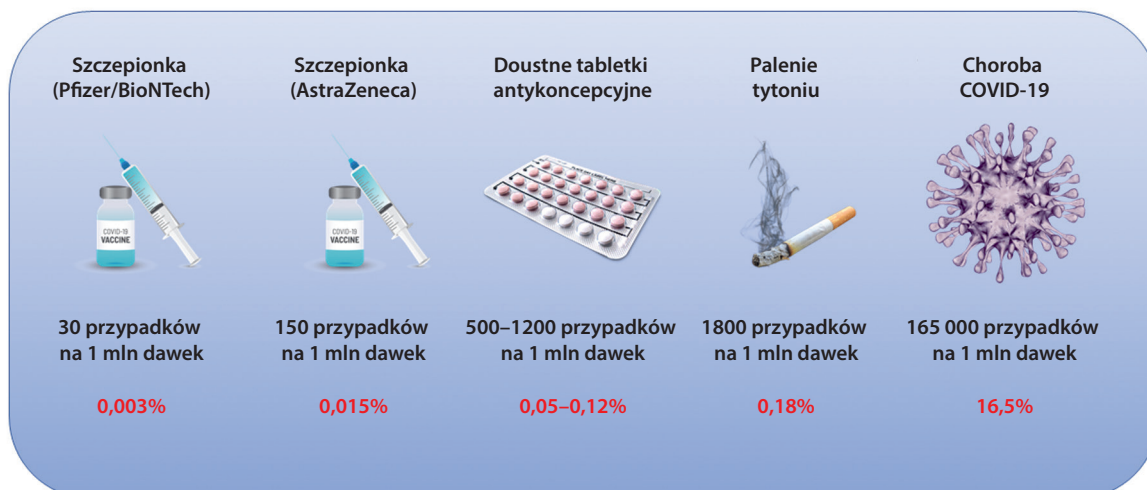 Szczepionka
(Pfizer/BioNTech)
Szczepionka
(AstraZeneca)
Doustne tabletki
antykoncepcyjne
Palenie
tytoniu
Choroba
COVID-19
COVID-19
VACCINE
COVID-19
VACCINE
30 przypadków
na 1 mln dawek
150 przypadków
na 1 mln dawek
500–1200 przypadków
na 1 mln dawek
1800 przypadków
na 1 mln dawek
165 000 przypadków
na 1 mln dawek
0,003%
0,015%
0,05–0,12%
0,18%
16,5%